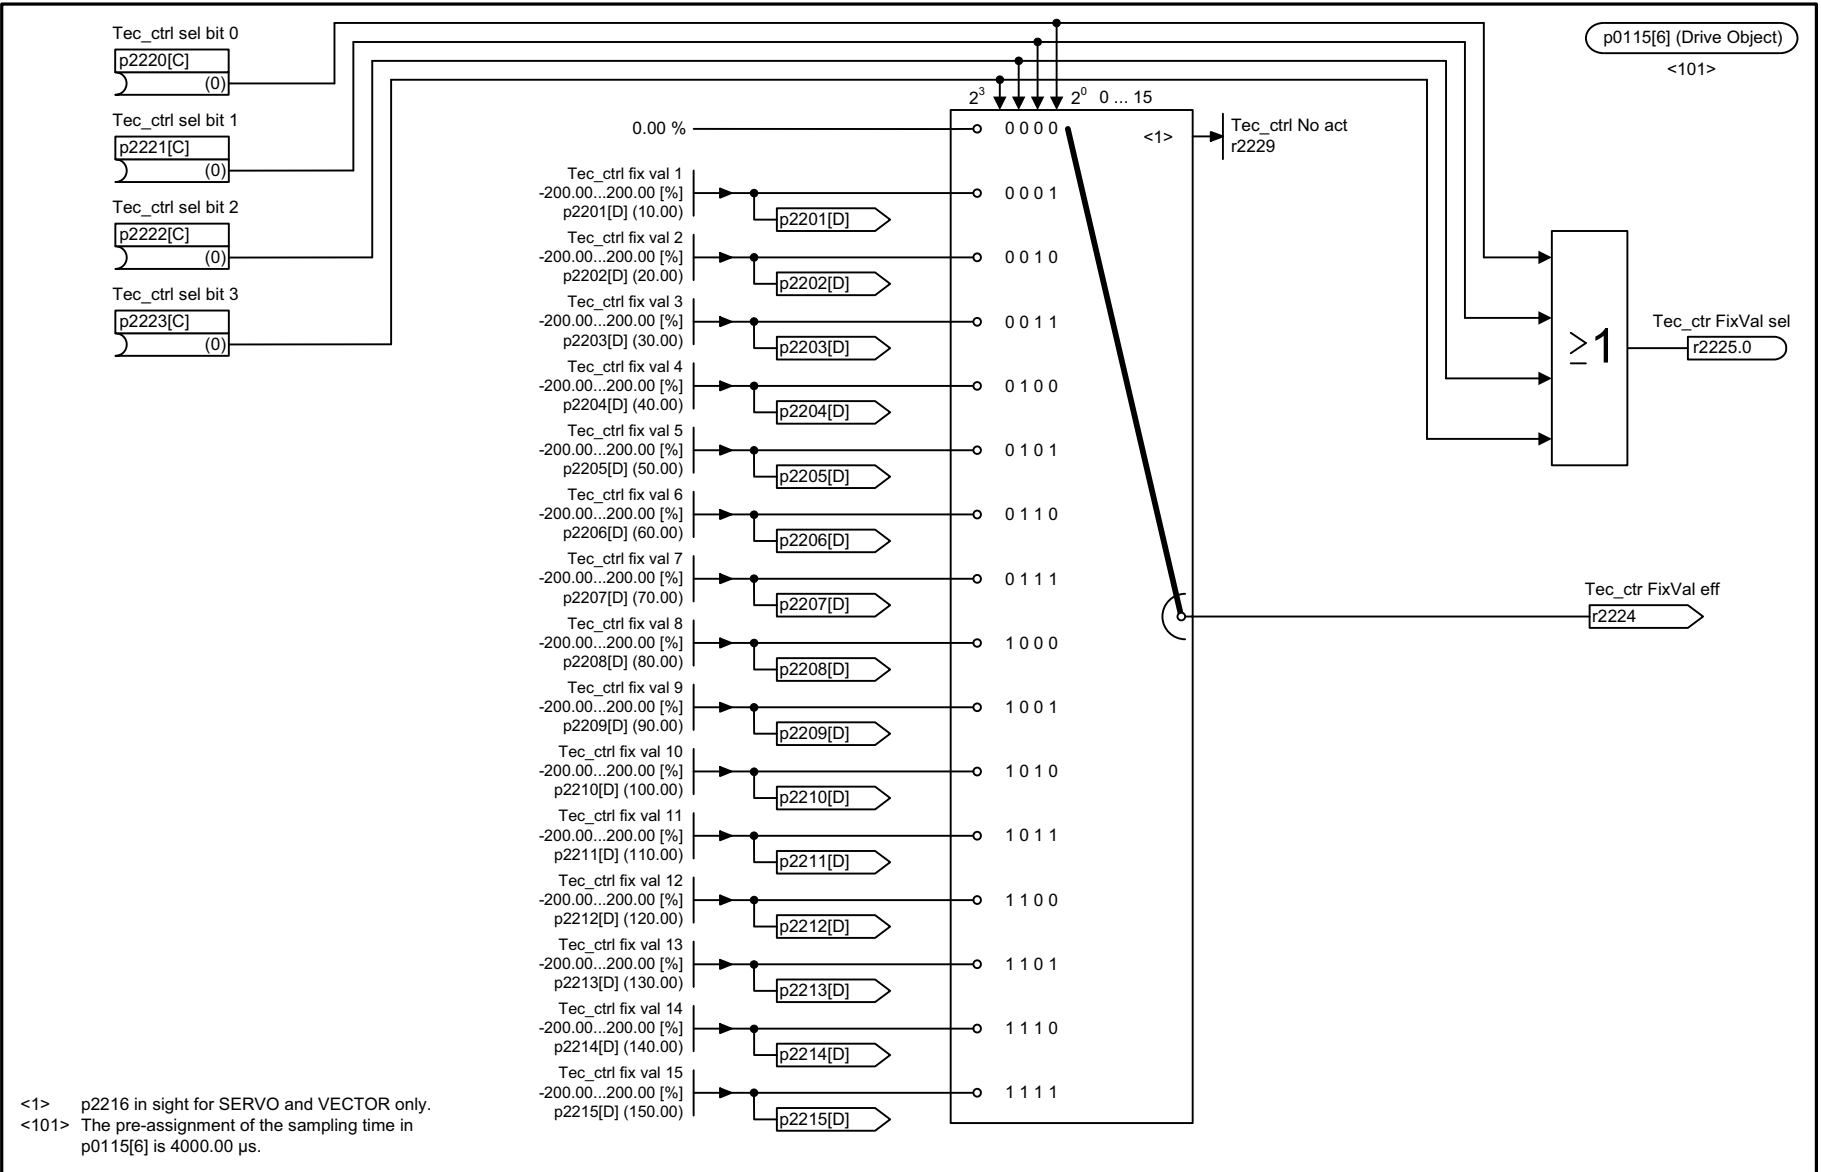 Tec_ctrl sel bit 0
p2220[C]
(0)
Tec_ctrl sel bit 1
p2221[C]
(0)
Tec_ctrl sel bit 2
p2222[C]
(0)
Tec_ctrl sel bit 3
p2223[C]
(0)
p0115[6] (Drive Object)
<101>
2³ 2⁰ 0 ... 15
0.00 %
0 0 0 0
<1>
Tec_ctrl No act
r2229
Tec_ctrl fix val 1
-200.00...200.00 [%]
p2201[D] (10.00)
p2201[D]
0 0 0 1
Tec_ctrl fix val 2
-200.00...200.00 [%]
p2202[D] (20.00)
p2202[D]
0 0 1 0
Tec_ctrl fix val 3
-200.00...200.00 [%]
p2203[D] (30.00)
p2203[D]
0 0 1 1
Tec_ctrl fix val 4
-200.00...200.00 [%]
p2204[D] (40.00)
p2204[D]
0 1 0 0
Tec_ctrl fix val 5
-200.00...200.00 [%]
p2205[D] (50.00)
p2205[D]
0 1 0 1
Tec_ctrl fix val 6
-200.00...200.00 [%]
p2206[D] (60.00)
p2206[D]
0 1 1 0
Tec_ctrl fix val 7
-200.00...200.00 [%]
p2207[D] (70.00)
p2207[D]
0 1 1 1
Tec_ctrl fix val 8
-200.00...200.00 [%]
p2208[D] (80.00)
p2208[D]
1 0 0 0
Tec_ctrl fix val 9
-200.00...200.00 [%]
p2209[D] (90.00)
p2209[D]
1 0 0 1
Tec_ctrl fix val 10
-200.00...200.00 [%]
p2210[D] (100.00)
p2210[D]
1 0 1 0
Tec_ctrl fix val 11
-200.00...200.00 [%]
p2211[D] (110.00)
p2211[D]
1 0 1 1
Tec_ctrl fix val 12
-200.00...200.00 [%]
p2212[D] (120.00)
p2212[D]
1 1 0 0
Tec_ctrl fix val 13
-200.00...200.00 [%]
p2213[D] (130.00)
p2213[D]
1 1 0 1
Tec_ctrl fix val 14
-200.00...200.00 [%]
p2214[D] (140.00)
p2214[D]
1 1 1 0
Tec_ctrl fix val 15
-200.00...200.00 [%]
p2215[D] (150.00)
p2215[D]
1 1 1 1
≥1
Tec_ctr FixVal sel
r2225.0
Tec_ctr FixVal eff
r2224
<1> p2216 in sight for SERVO and VECTOR only.
<101> The pre-assignment of the sampling time in
p0115[6] is 4000.00 µs.